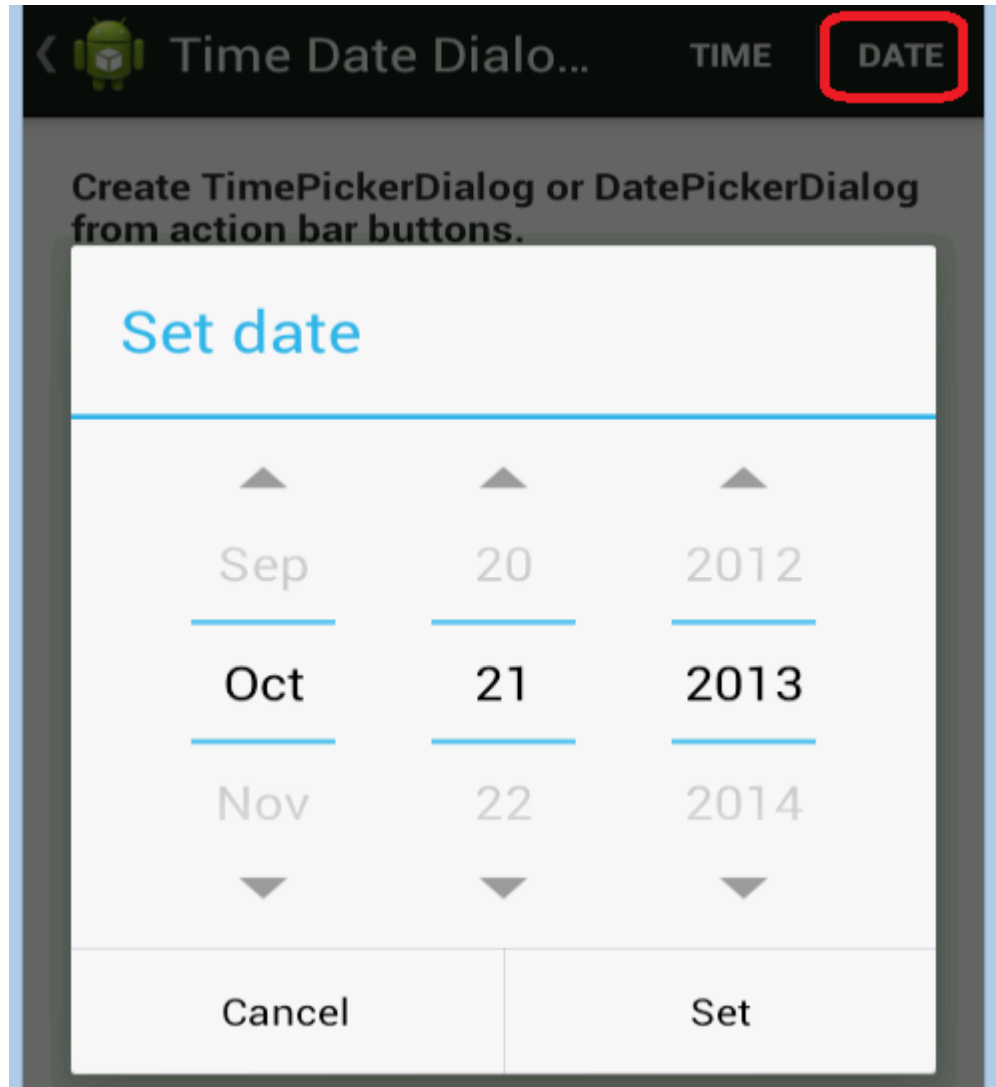 Time Date Dialo... TIME DATE
Create TimePickerDialog or DatePickerDialog
from action bar buttons.
Set date
Sep 20 2012
Oct 21 2013
Nov 22 2014
Cancel Set